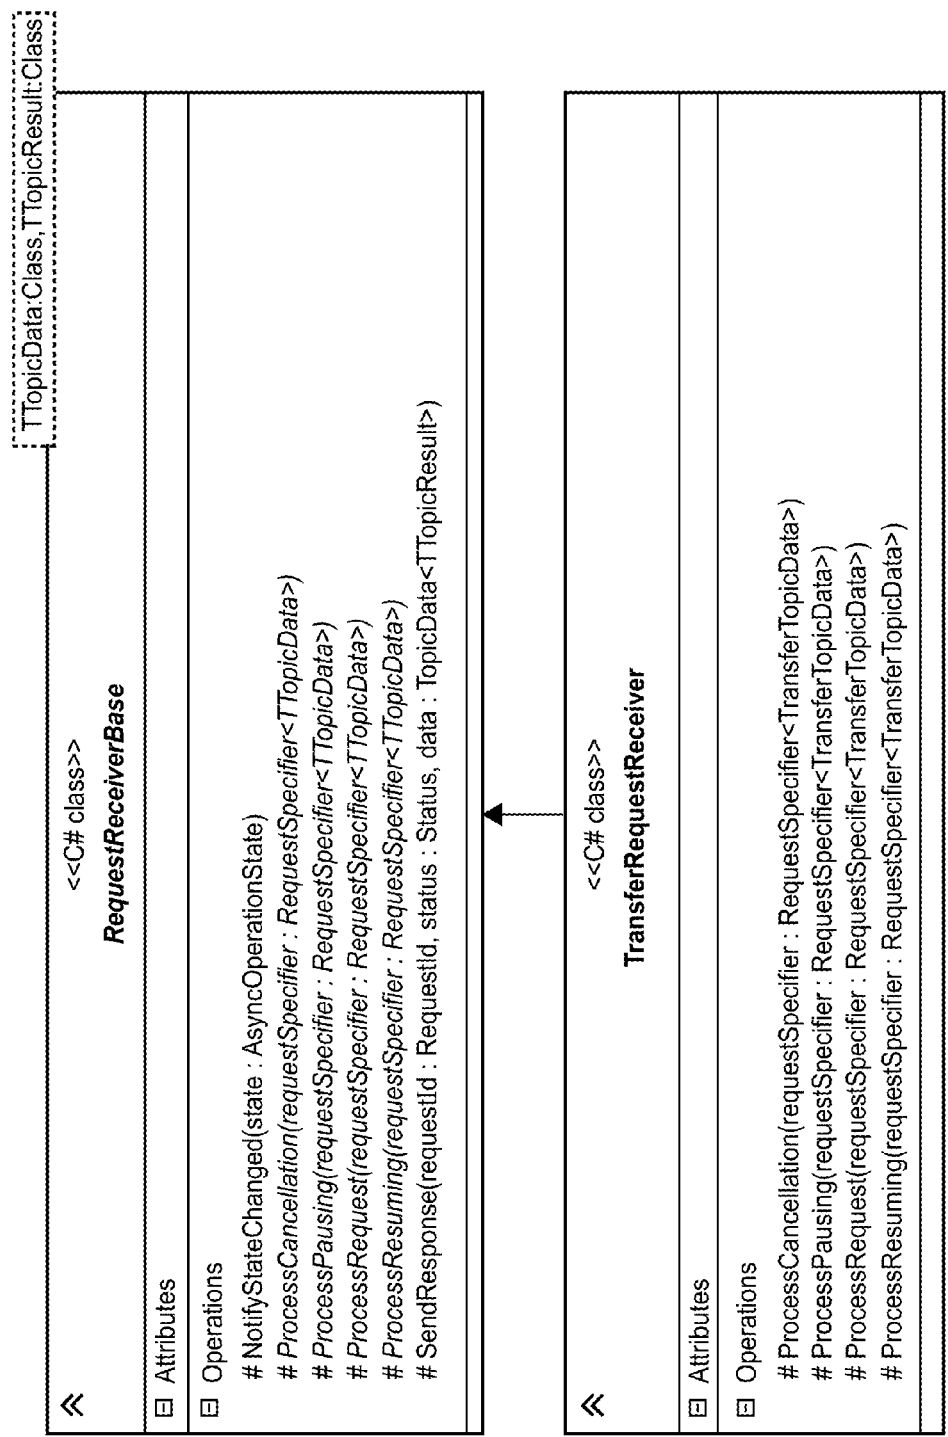 TTopicData:Class,TTopicResult:Class
<<C# class>>
RequestReceiverBase
Attributes
Operations
# NotifyStateChanged(state : AsyncOperationState)
# ProcessCancellation(requestSpecifier : RequestSpecifier<TTopicData>)
# ProcessPausing(requestSpecifier : RequestSpecifier<TTopicData>)
# ProcessRequest(requestSpecifier : RequestSpecifier<TTopicData>)
# ProcessResuming(requestSpecifier : RequestSpecifier<TTopicData>)
# SendResponse(requestId : RequestId, status : Status, data : TopicData<TTopicResult>)
<<C# class>>
TransferRequestReceiver
Attributes
Operations
# ProcessCancellation(requestSpecifier : RequestSpecifier<TransferTopicData>)
# ProcessPausing(requestSpecifier : RequestSpecifier<TransferTopicData>)
# ProcessRequest(requestSpecifier : RequestSpecifier<TransferTopicData>)
# ProcessResuming(requestSpecifier : RequestSpecifier<TransferTopicData>)